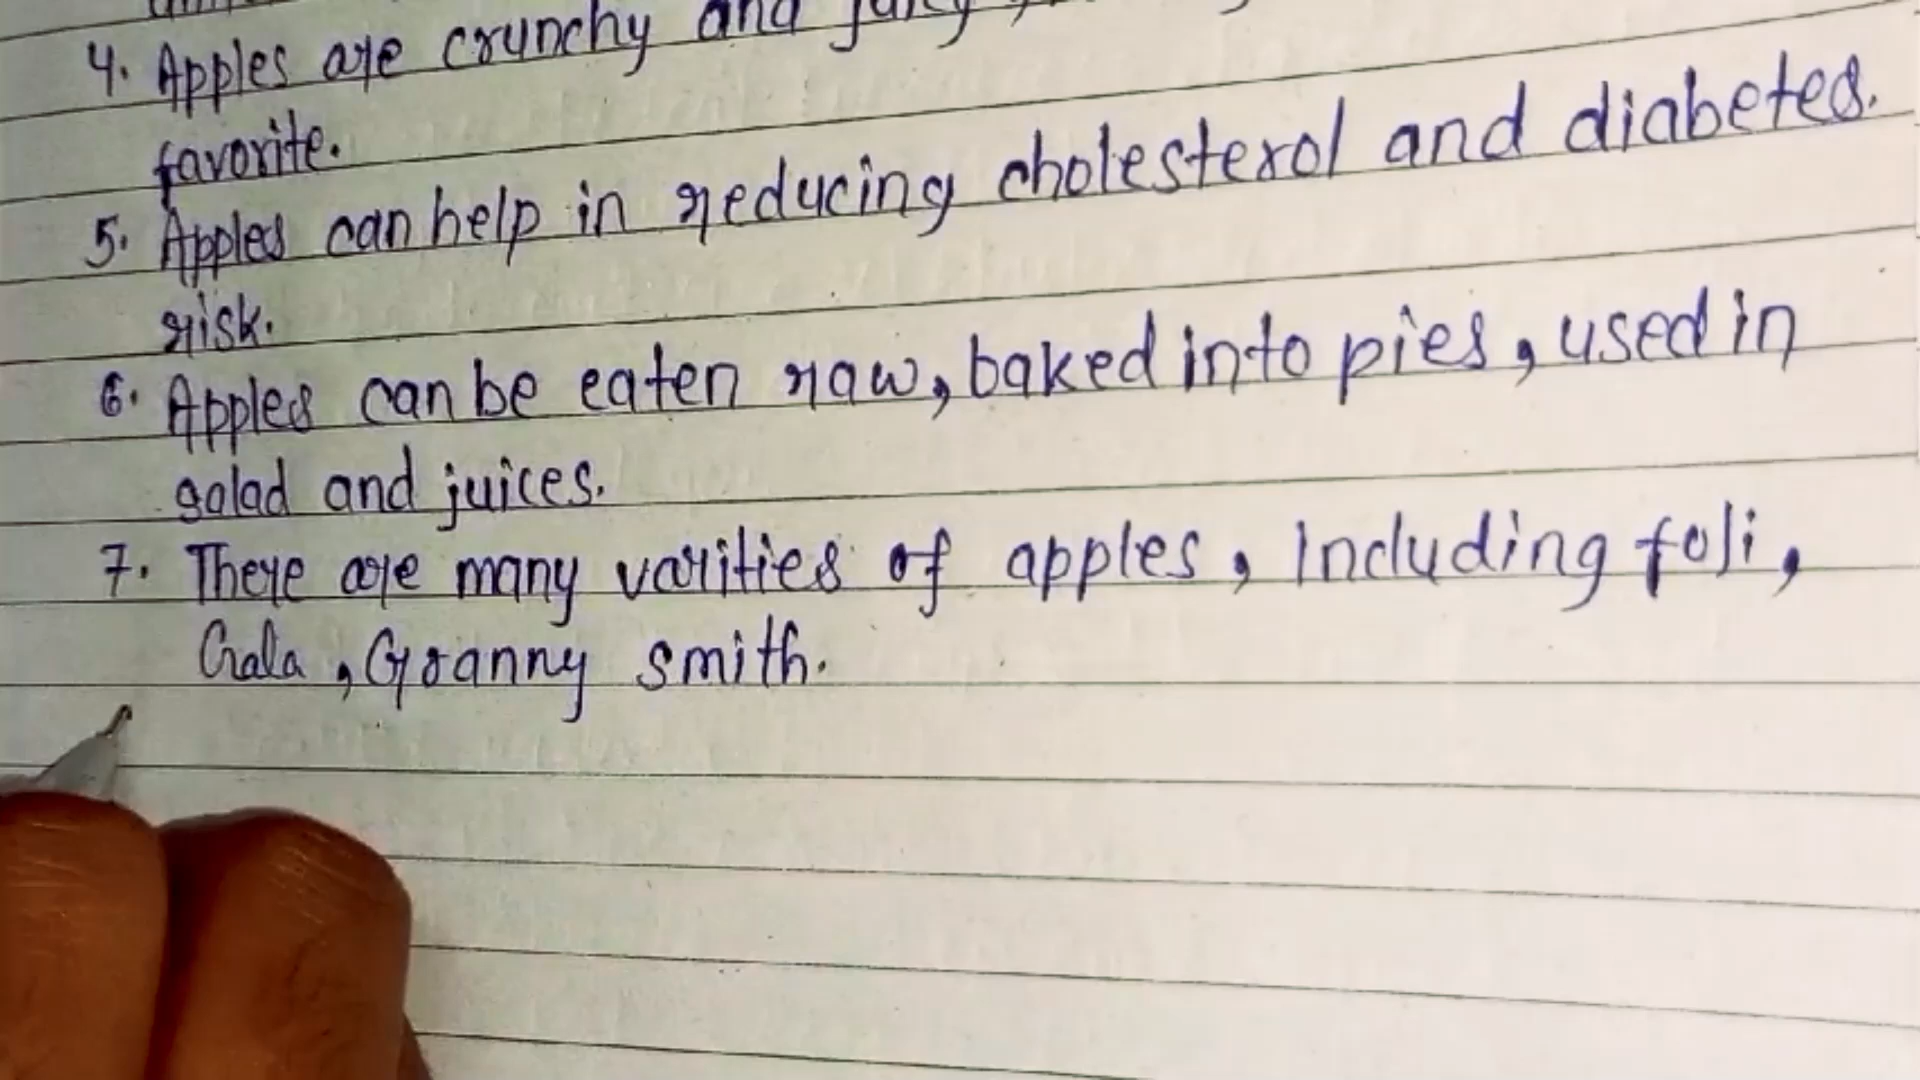 4. Apples are crunchy and juicy,
favorite.
5. Apples can help in reducing cholesterol and diabetes
risk.
6. Apples can be eaten raw, baked into pies, used in
salad and juices.
7. There are many varities of apples, Including foji,
Gala, Granny smith.